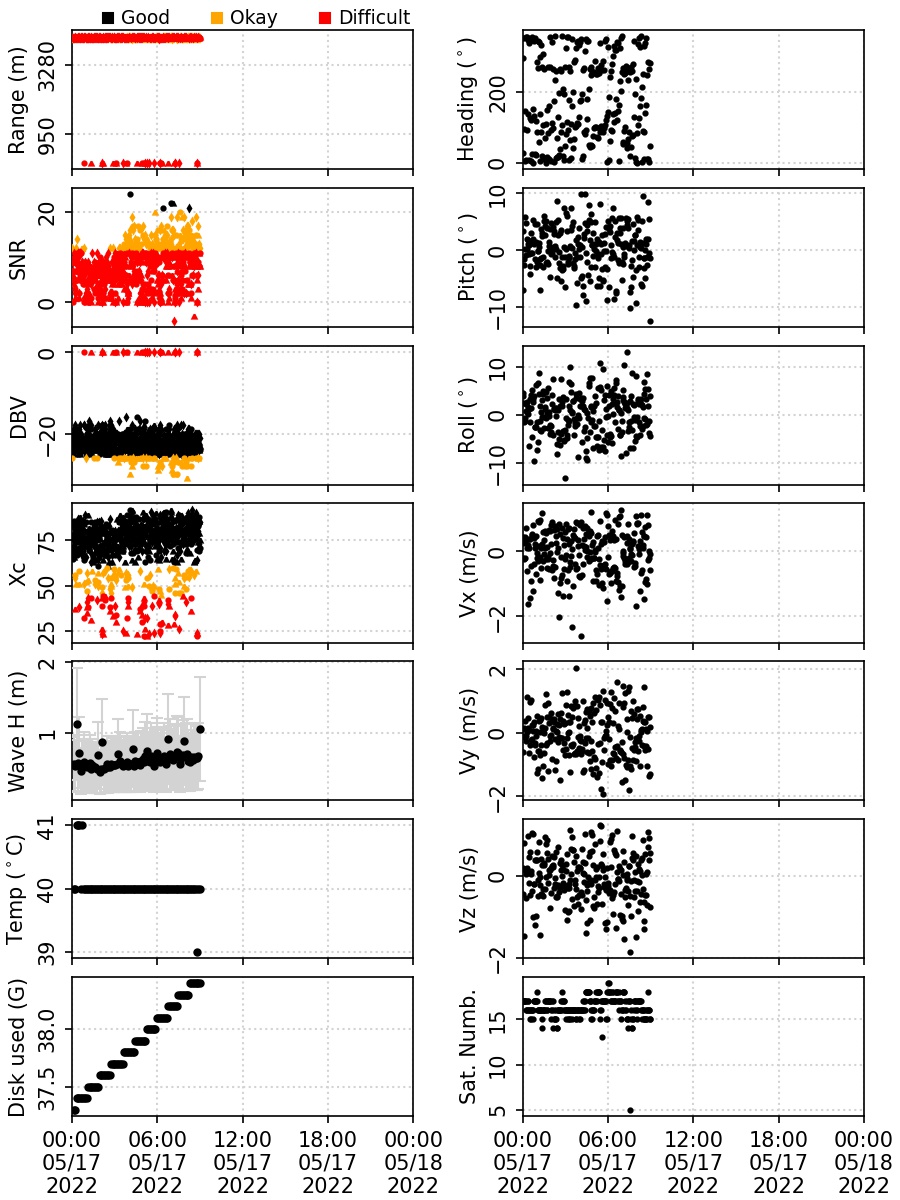 Good Okay Difficult
Range (m)
3280
950
Heading (°)
200
0
SNR
20
0
Pitch (°)
10
0
−10
DBV
0
−20
Roll (°)
10
0
−10
Xc
75
50
25
Vx (m/s)
0
−2
Wave H (m)
2
1
Vy (m/s)
2
0
−2
Temp (°C)
41
40
39
Vz (m/s)
0
−2
Disk used (G)
38.0
37.5
Sat. Numb.
15
10
5
00:00 06:00 12:00 18:00 00:00
05/17 05/17 05/17 05/17 05/18
2022 2022 2022 2022 2022
00:00 06:00 12:00 18:00 00:00
05/17 05/17 05/17 05/17 05/18
2022 2022 2022 2022 2022